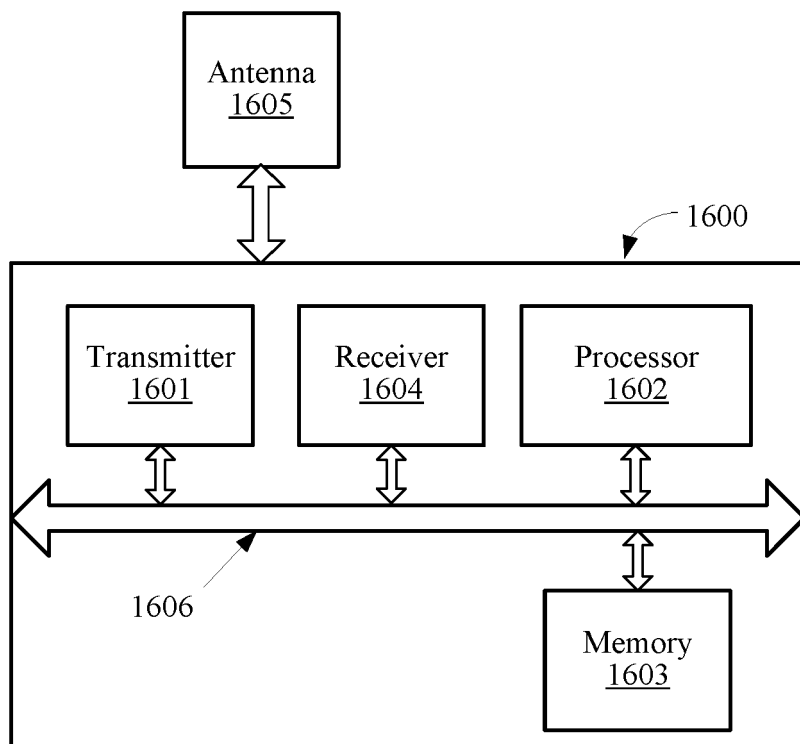 Antenna
1605
1600
Transmitter
1601
Receiver
1604
Processor
1602
1606
Memory
1603